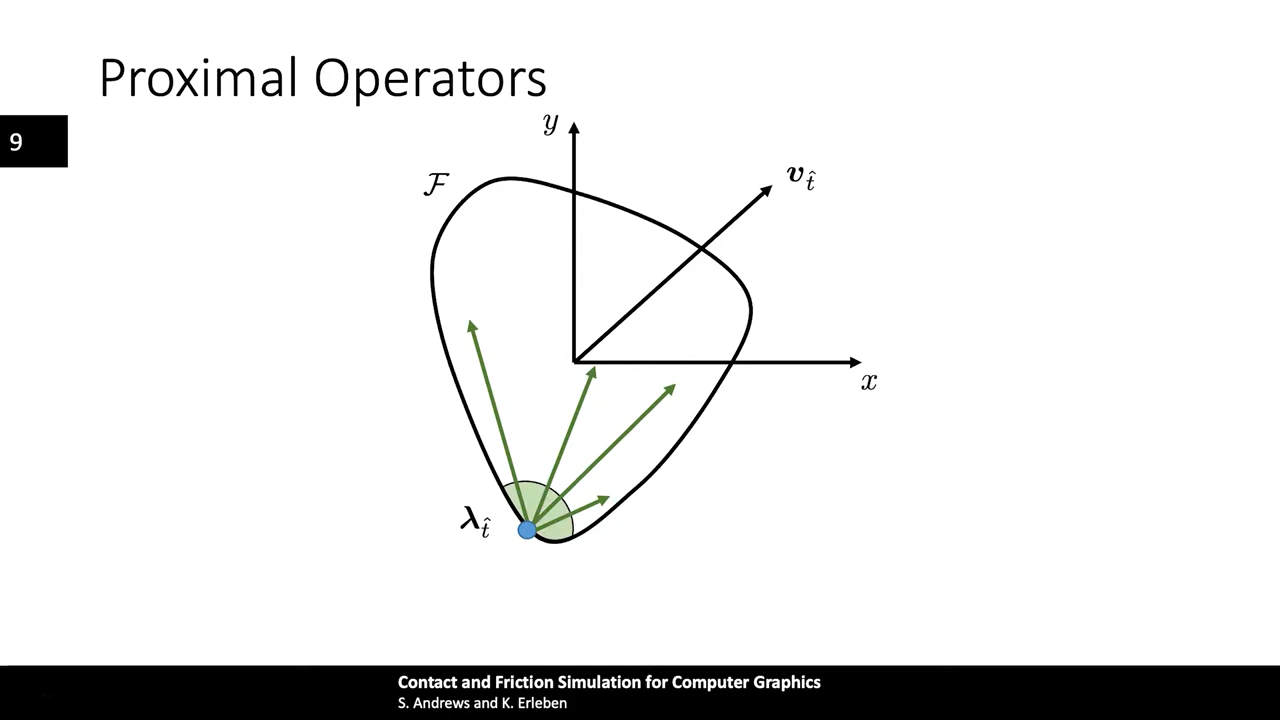 Proximal Operators
9
y
𝓕
𝒗_t̂
x
𝝀_t̂
Contact and Friction Simulation for Computer Graphics
S. Andrews and K. Erleben